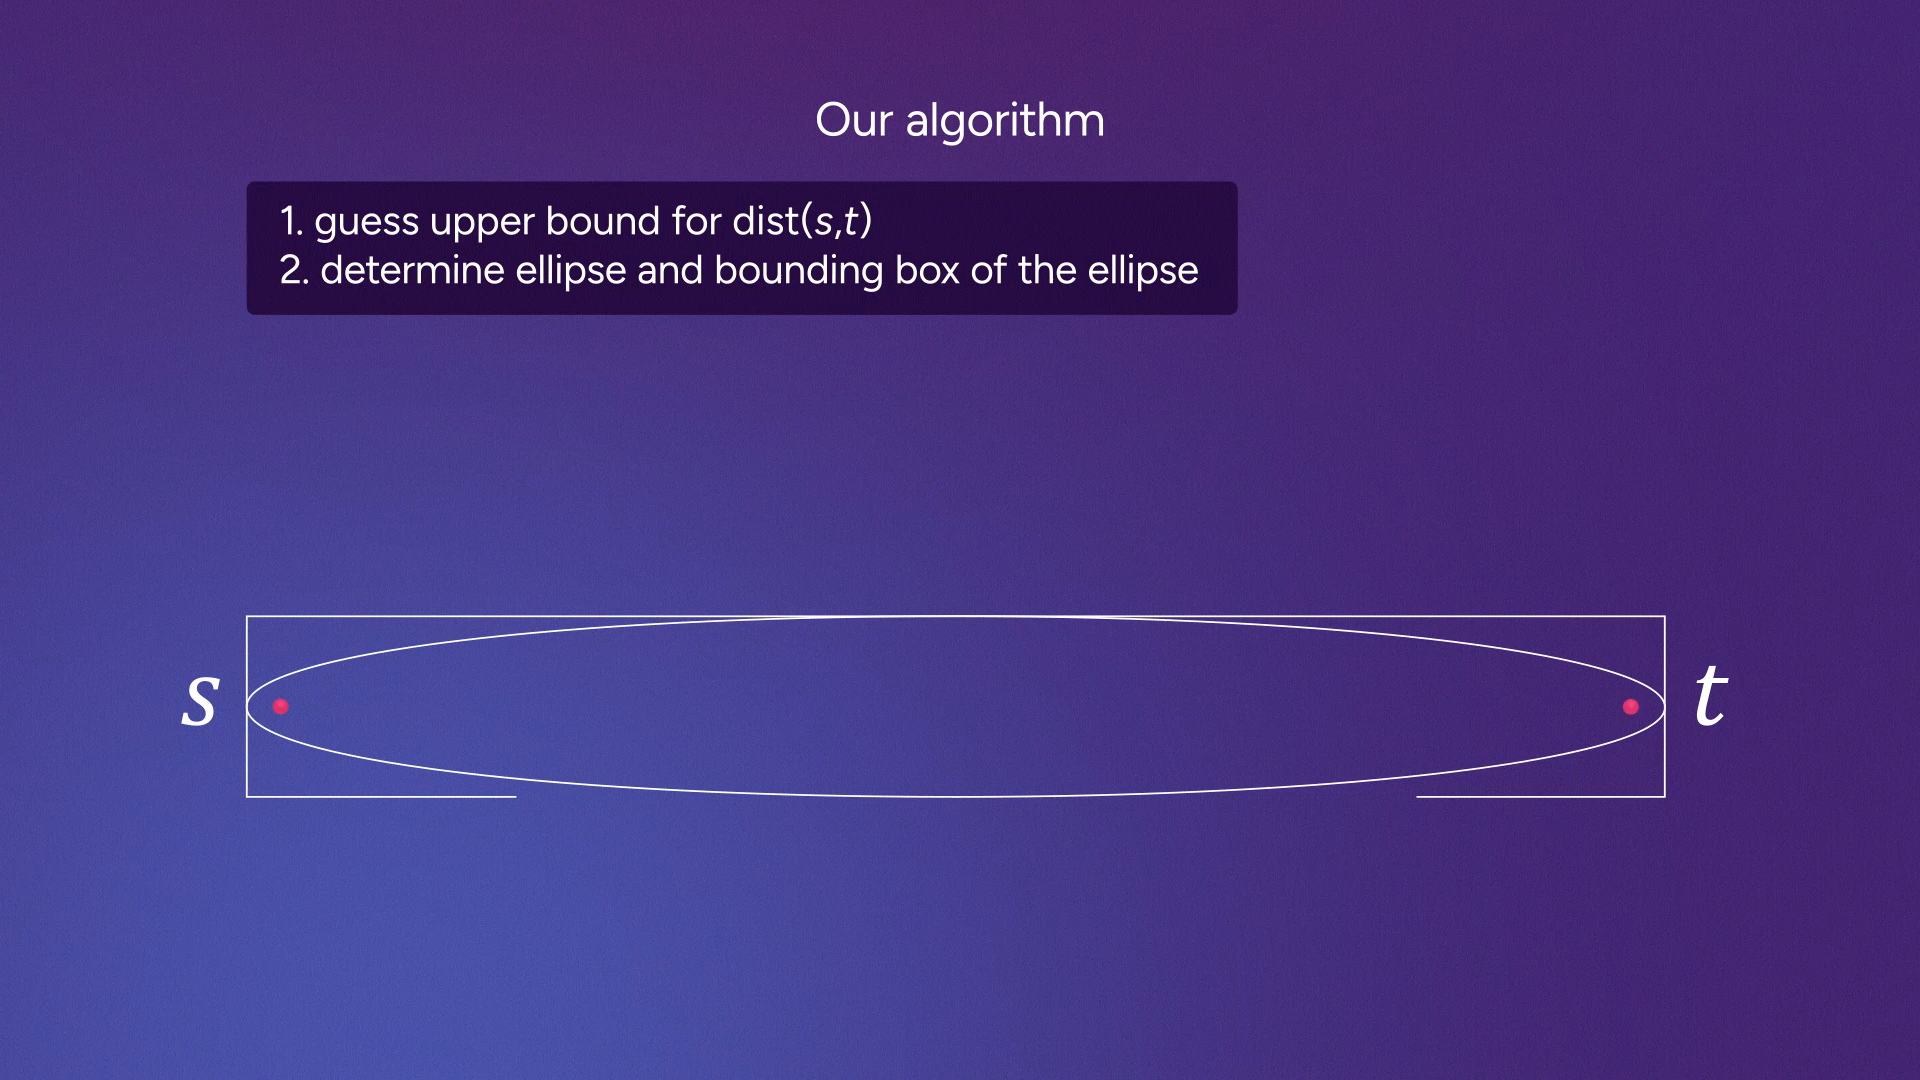 Our algorithm
1. guess upper bound for dist(s,t)
2. determine ellipse and bounding box of the ellipse
s
t